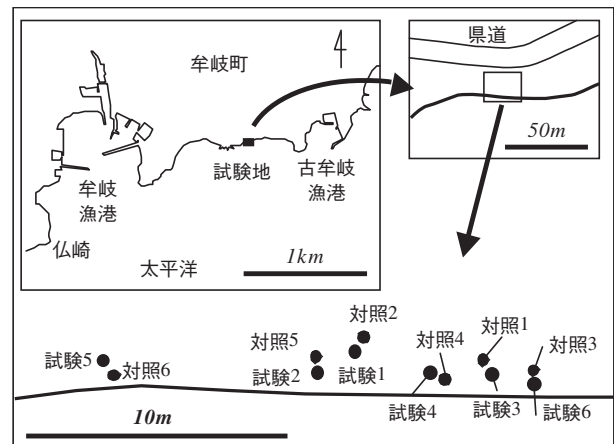 牟岐町
県道
50m
試験地
古牟岐
漁港
牟岐
漁港
仏崎
太平洋
1km
対照2
対照5
対照4
対照1
対照3
試験5
対照6
試験2
試験1
試験4
試験3
試験6
10m